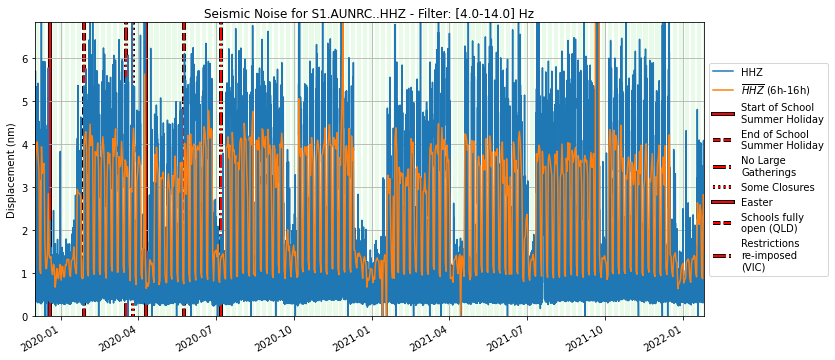 Seismic Noise for S1.AUNRC..HHZ - Filter: [4.0-14.0] Hz
Displacement (nm)
6
5
4
3
2
1
0
2020-01
2020-04
2020-07
2020-10
2021-01
2021-04
2021-07
2021-10
2022-01
HHZ
HHZ (6h-16h)
Start of School
Summer Holiday
End of School
Summer Holiday
No Large
Gatherings
Some Closures
Easter
Schools fully
open (QLD)
Restrictions
re-imposed
(VIC)